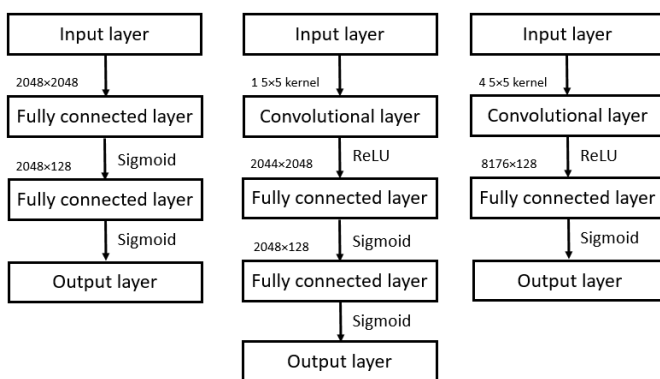 Input layer
2048×2048
Fully connected layer
2048×128
Sigmoid
Fully connected layer
Sigmoid
Output layer
Input layer
1 5×5 kernel
Convolutional layer
ReLU
2044×2048
Fully connected layer
Sigmoid
2048×128
Fully connected layer
Sigmoid
Output layer
Input layer
4 5×5 kernel
Convolutional layer
ReLU
8176×128
Fully connected layer
Sigmoid
Output layer